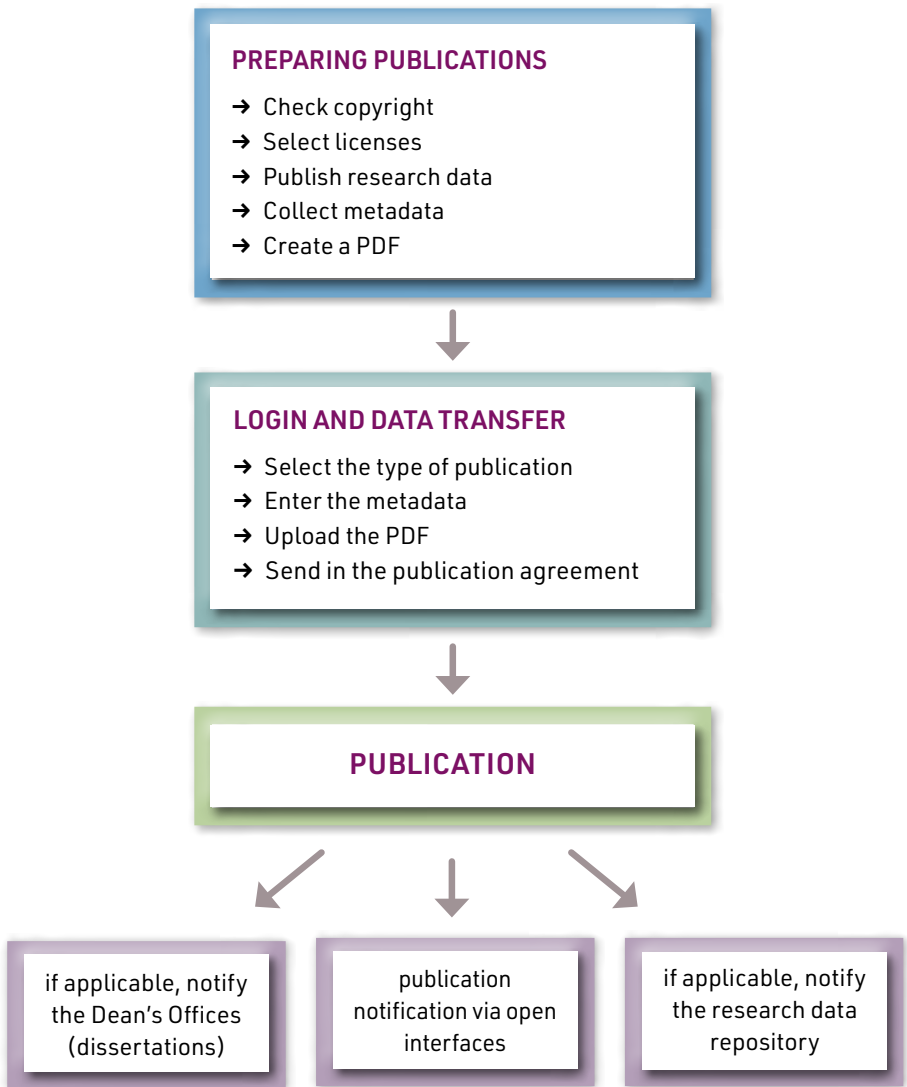 PREPARING PUBLICATIONS
→ Check copyright
→ Select licenses
→ Publish research data
→ Collect metadata
→ Create a PDF
LOGIN AND DATA TRANSFER
→ Select the type of publication
→ Enter the metadata
→ Upload the PDF
→ Send in the publication agreement
PUBLICATION
if applicable, notify
the Dean’s Offices
(dissertations)
publication
notification via open
interfaces
if applicable, notify
the research data
repository